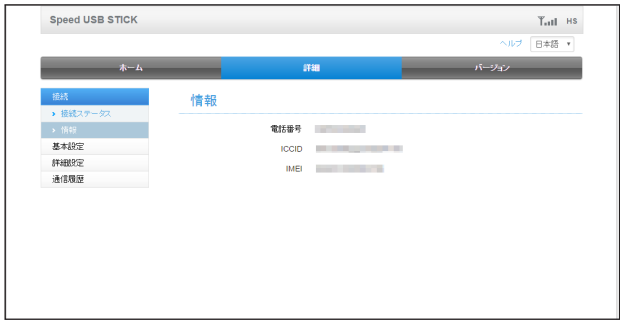 Speed USB STICK
HS
ヘルプ 日本語
ホーム 詳細 バージョン
接続
情報
接続ステータス
情報
電話番号
基本設定
ICCID
詳細設定
IMEI
通信履歴